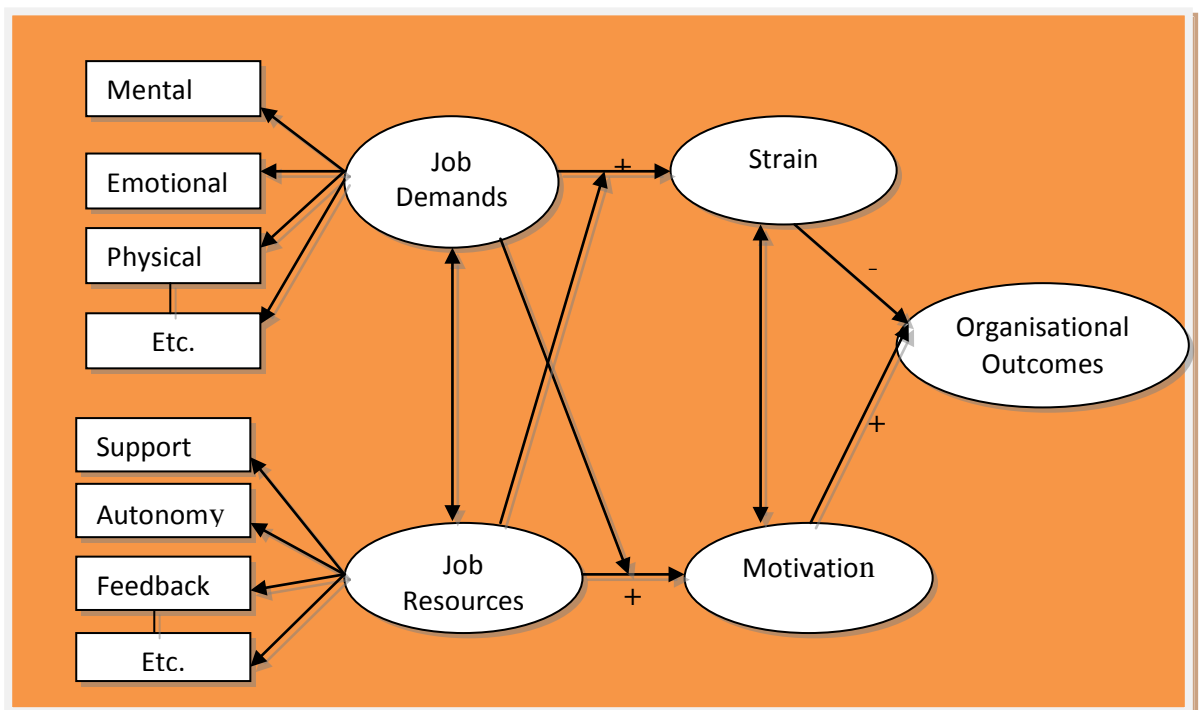 Mental
Emotional
Physical
Etc.
Job
Demands
+
Strain
-
Organisational
Outcomes
+
Support
Autonomy
Feedback
Etc.
Job
Resources
+
Motivation